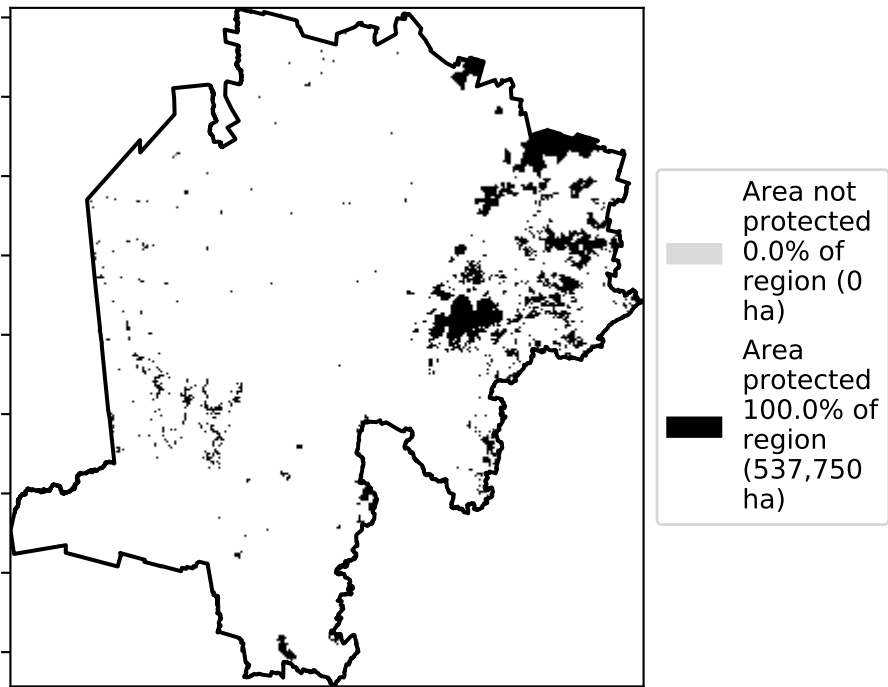 Area not
protected
0.0% of
region (0
ha)
Area
protected
100.0% of
region
(537,750
ha)